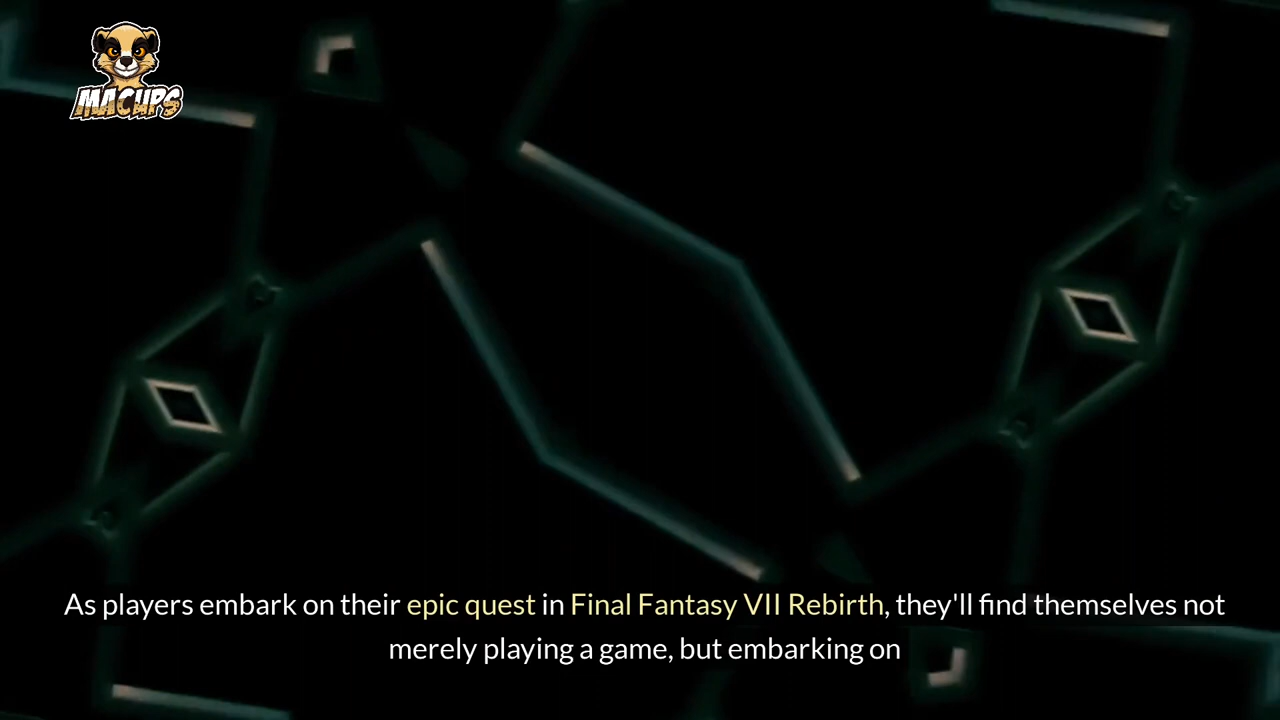 MACUPS
As players embark on their epic quest in Final Fantasy VII Rebirth, they'll find themselves not
merely playing a game, but embarking on